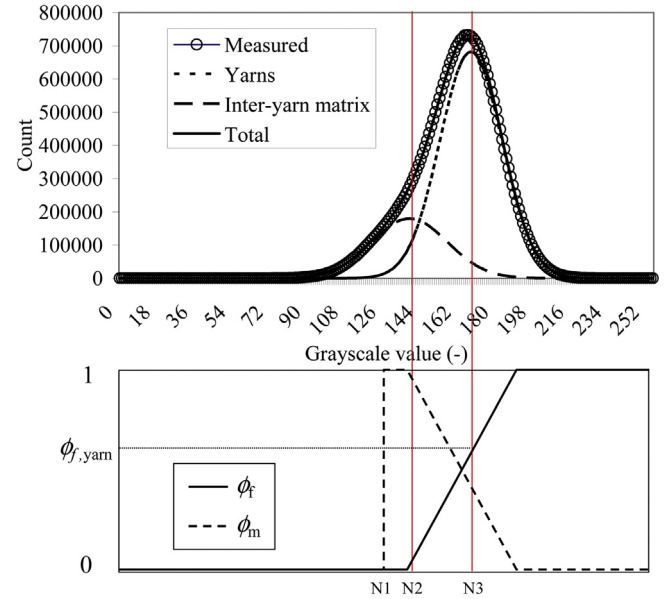 800000
700000
600000
500000
400000
300000
200000
100000
0
Count
Measured
Yarns
Inter-yarn matrix
Total
0 18 36 54 72 90 108 126 144 162 180 198 216 234 252
Grayscale value (-)
1
ϕf,yarn
0
ϕf
ϕm
N1 N2 N3